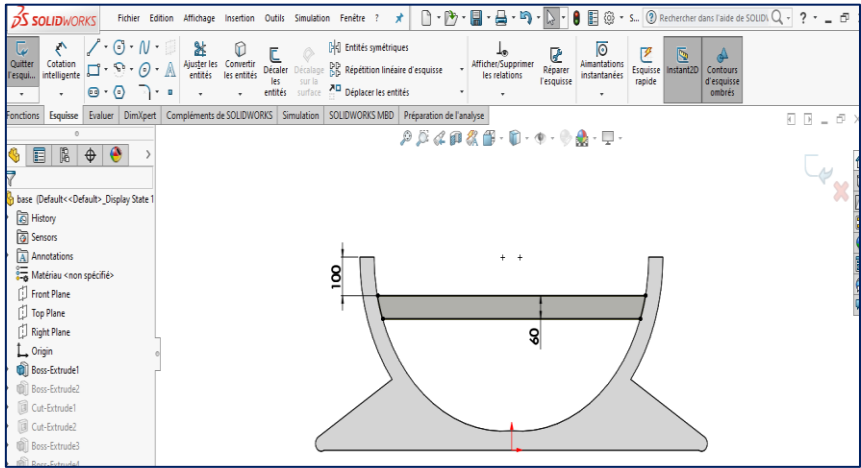 SOLIDWORKS Fichier Edition Affichage Insertion Outils Simulation Fenêtre ? S... Rechercher dans l'aide de SOLIDW ?
Quitter l'esqui...
Cotation intelligente
Ajuster les entités
Convertir les entités
Décaler les entités
Décalage sur la surface
Entités symétriques
Répétition linéaire d'esquisse
Déplacer les entités
Afficher/Supprimer les relations
Réparer l'esquisse
Aimantations instantanées
Esquisse rapide
Instant2D
Contours d'esquisse ombrés
Fonctions Esquisse Evaluer DimXpert Compléments de SOLIDWORKS Simulation SOLIDWORKS MBD Préparation de l'analyse
base (Default<<Default>_Display State 1
History
Sensors
Annotations
Matériau <non spécifié>
Front Plane
Top Plane
Right Plane
Origin
Boss-Extrude1
Boss-Extrude2
Cut-Extrude1
Cut-Extrude2
Boss-Extrude3
Boss-Extrude4
100
60